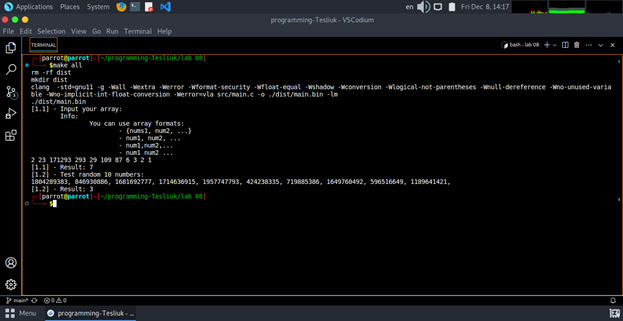 Applications Places System en Fri Dec 8, 14:17
programming-Tesliuk - VSCodium
File Edit Selection View Go Run Terminal Help
TERMINAL bash - lab 08
[parrot@parrot]-[~/programming-Tesliuk/lab 08]
$make all
rm -rf dist
mkdir dist
clang -std=gnu11 -g -Wall -Wextra -Werror -Wformat-security -Wfloat-equal -Wshadow -Wconversion -Wlogical-not-parentheses -Wnull-dereference -Wno-unused-varia
ble -Wno-implicit-int-float-conversion -Werror=vla src/main.c -o ./dist/main.bin -lm
./dist/main.bin
[1.1] - Input your array:
Info:
You can use array formats:
- {nums1, num2, ...}
- num1, num2, ...
- num1,num2,...
- num1 num2 ...
2 23 171293 293 29 109 87 6 3 2 1
[1.1] - Result: 7
[1.2] - Test random 10 numbers:
1804289383, 846930886, 1681692777, 1714636915, 1957747793, 424238335, 719885386, 1649760492, 596516649, 1189641421,
[1.2] - Result: 3
[parrot@parrot]-[~/programming-Tesliuk/lab 08]
$
main* 0 0
Menu programming-Tesliuk - ...